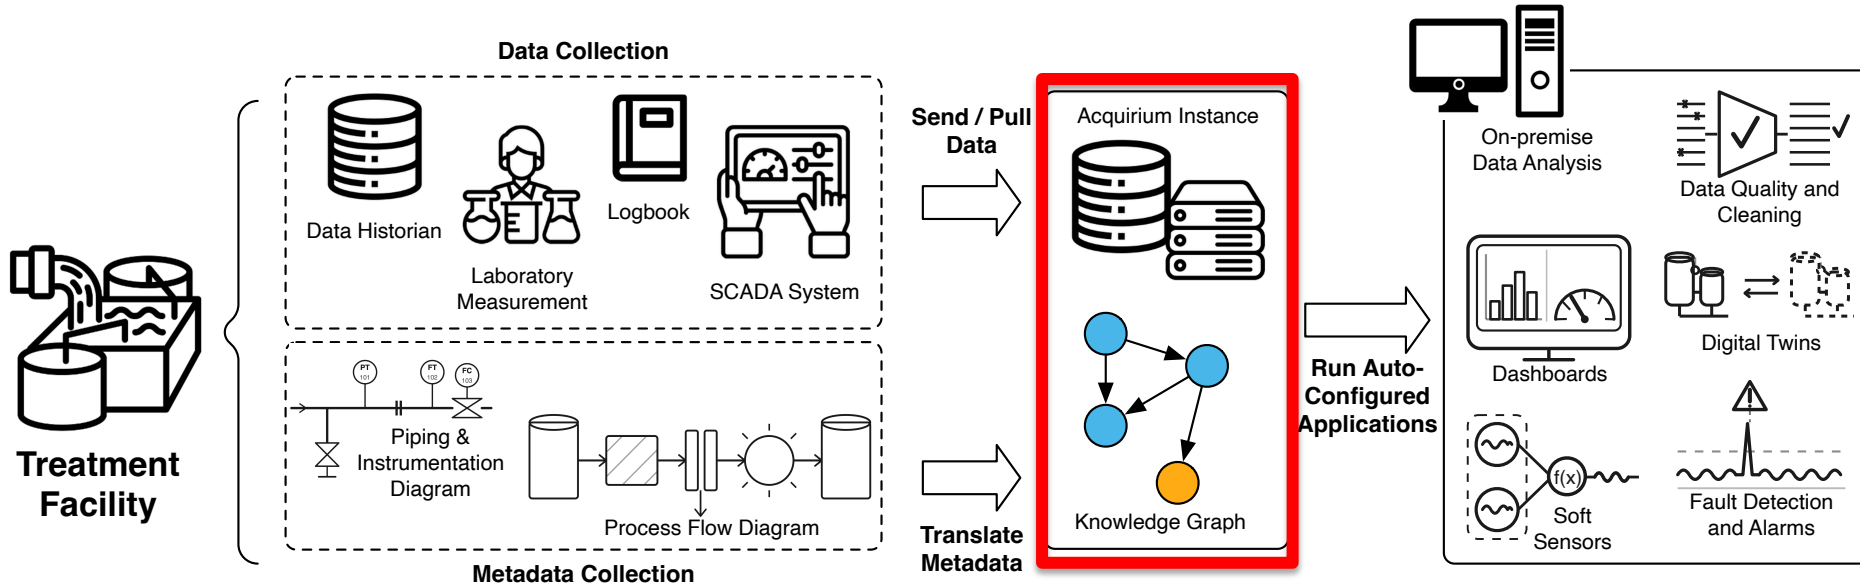 Data Collection
Data Historian
Laboratory
Measurement
Logbook
SCADA System
Treatment
Facility
PT
101
FT
102
FC
103
Piping &
Instrumentation
Diagram
Process Flow Diagram
Metadata Collection
Send / Pull
Data
Translate
Metadata
Acquirium Instance
Knowledge Graph
Run Auto-
Configured
Applications
On-premise
Data Analysis
Data Quality and
Cleaning
Dashboards
Digital Twins
f(x)
Soft
Sensors
Fault Detection
and Alarms